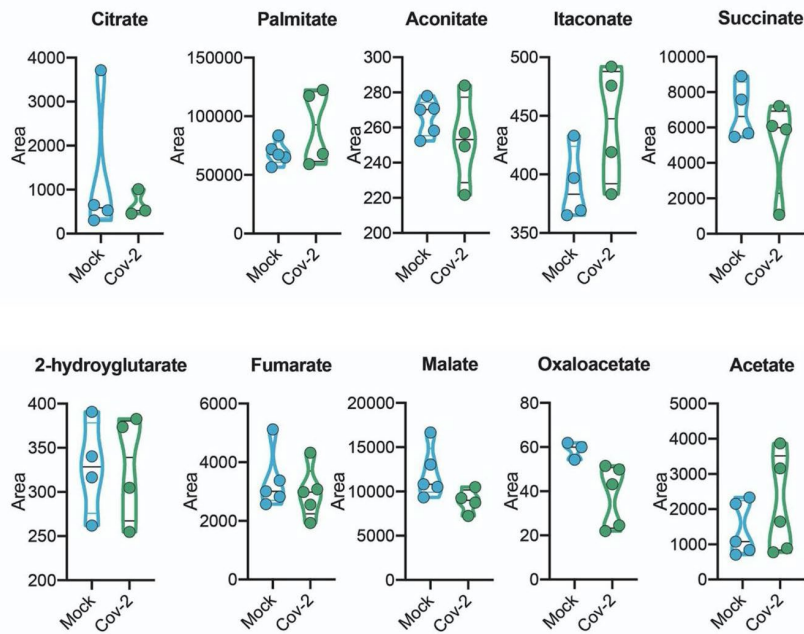 Citrate
Palmitate
Aconitate
Itaconate
Succinate
Area
4000
3000
2000
1000
0
Mock
Cov-2
Area
150000
100000
50000
0
Mock
Cov-2
Area
300
280
260
240
220
200
Mock
Cov-2
Area
500
450
400
350
Mock
Cov-2
Area
10000
8000
6000
4000
2000
0
Mock
Cov-2
2-hydroyglutarate
Fumarate
Malate
Oxaloacetate
Acetate
Area
400
350
300
250
200
Mock
Cov-2
Area
6000
4000
2000
0
Mock
Cov-2
Area
20000
15000
10000
5000
0
Mock
Cov-2
Area
80
60
40
20
0
Mock
Cov-2
Area
5000
4000
3000
2000
1000
0
Mock
Cov-2